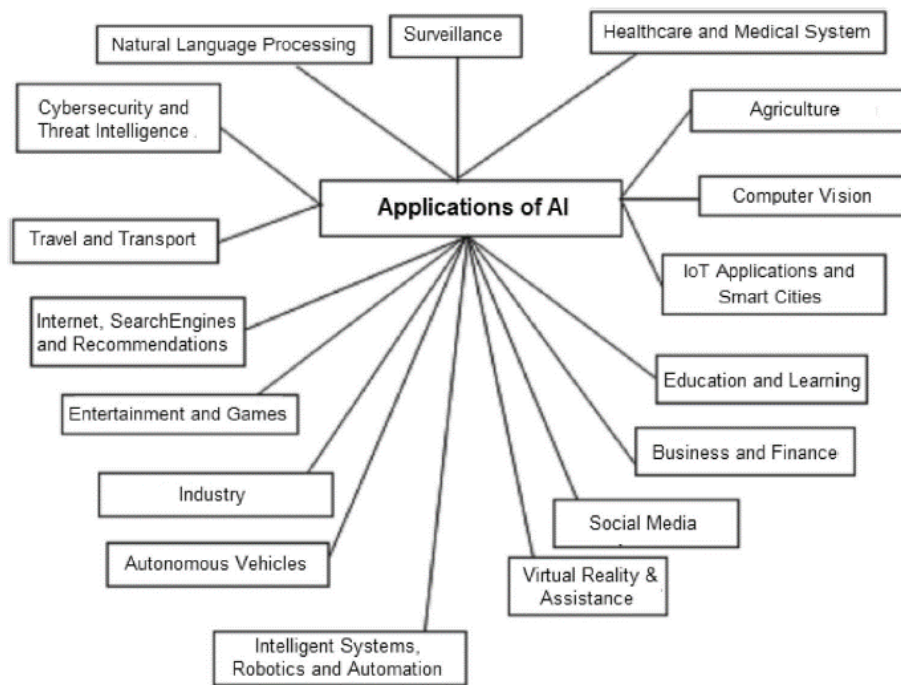 Natural Language Processing
Surveillance
Healthcare and Medical System
Cybersecurity and
Threat Intelligence .
Agriculture
Applications of AI
Computer Vision
Travel and Transport
IoT Applications and
Smart Cities
Internet, SearchEngines
and Recommendations
Education and Learning
Entertainment and Games
Business and Finance
Industry
Social Media
Autonomous Vehicles
Virtual Reality &
Assistance
Intelligent Systems,
Robotics and Automation